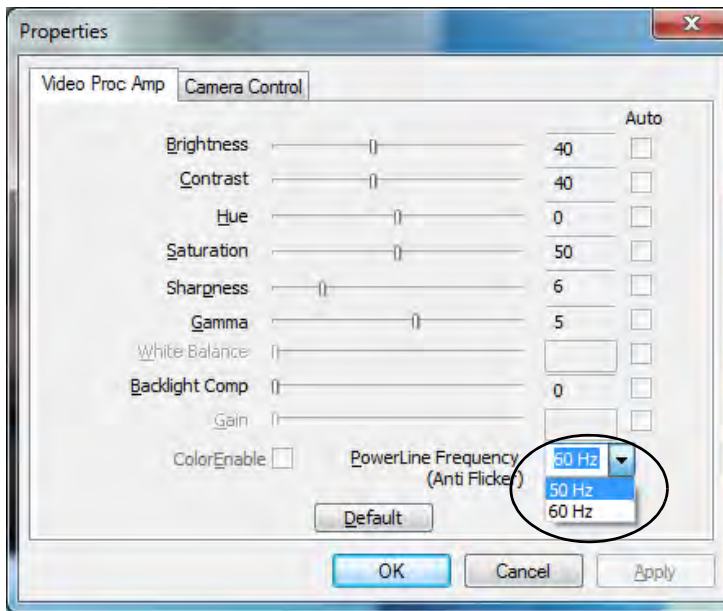 Properties
x
Video Proc Amp Camera Control
Auto
Brightness 40
Contrast 40
Hue 0
Saturation 50
Sharpness 6
Gamma 5
White Balance
Backlight Comp 0
Gain
ColorEnable PowerLine Frequency 60 Hz
(Anti Flicker)
50 Hz
60 Hz
Default
OK Cancel Apply